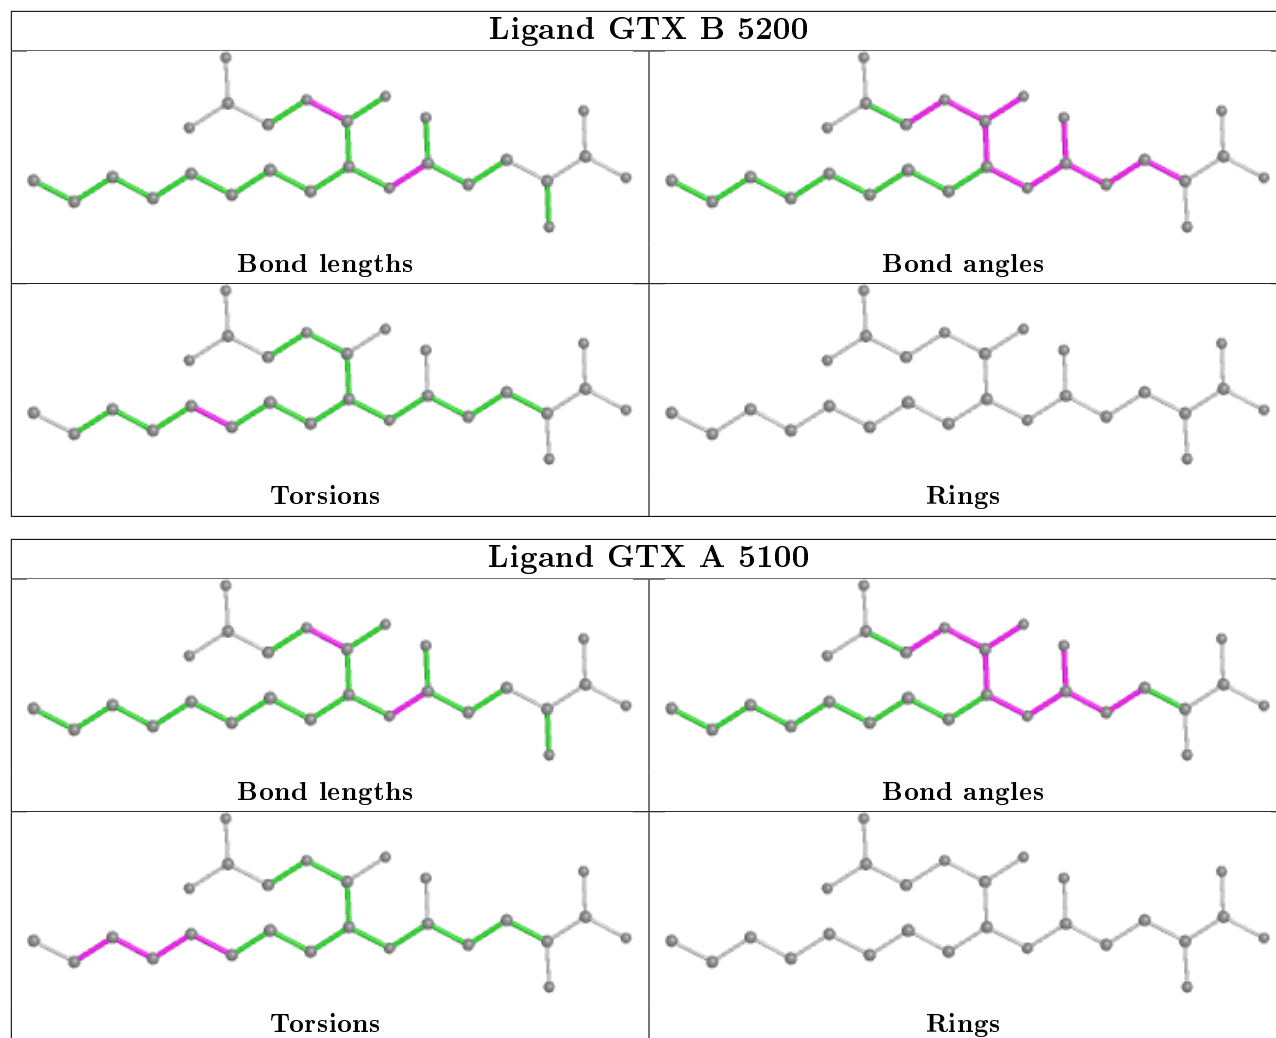 Ligand GTX B 5200
Bond lengths
Bond angles
Torsions
Rings
Ligand GTX A 5100
Bond lengths
Bond angles
Torsions
Rings